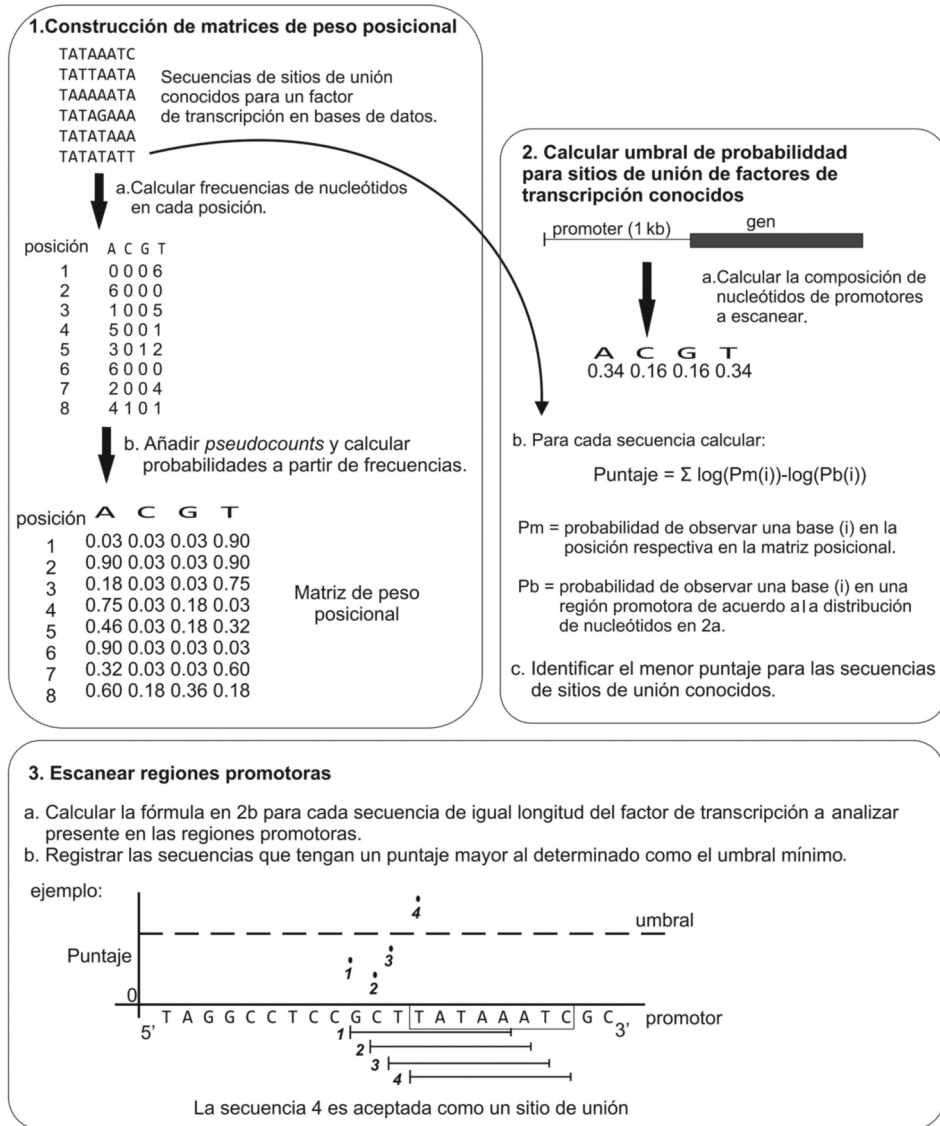 1.Construcción de matrices de peso posicional
TATAAATC
TATTAATA
TAAAAATA
TATAGAAA
TATATAAA
TATATATT
Secuencias de sitios de unión
conocidos para un factor
de transcripción en bases de datos.
a.Calcular frecuencias de nucleótidos
en cada posición.
posición A C G T
1 0 0 0 6
2 6 0 0 0
3 1 0 0 5
4 5 0 0 1
5 3 0 1 2
6 6 0 0 0
7 2 0 0 4
8 4 1 0 1
b. Añadir pseudocounts y calcular
probabilidades a partir de frecuencias.
posición A C G T
1 0.03 0.03 0.03 0.90
2 0.90 0.03 0.03 0.90
3 0.18 0.03 0.03 0.75
4 0.75 0.03 0.18 0.03
5 0.46 0.03 0.18 0.32
6 0.90 0.03 0.03 0.03
7 0.32 0.03 0.03 0.60
8 0.60 0.18 0.36 0.18
Matriz de peso
posicional
2. Calcular umbral de probabiliddad
para sitios de unión de factores de
transcripción conocidos
promoter (1 kb) gen
a.Calcular la composición de
nucleótidos de promotores
a escanear.
A C G T
0.34 0.16 0.16 0.34
b. Para cada secuencia calcular:
Puntaje = Σ log(Pm(i))-log(Pb(i))
Pm = probabilidad de observar una base (i) en la
posición respectiva en la matriz posicional.
Pb = probabilidad de observar una base (i) en una
región promotora de acuerdo a la distribución
de nucleótidos en 2a.
c. Identificar el menor puntaje para las secuencias
de sitios de unión conocidos.
3. Escanear regiones promotoras
a. Calcular la fórmula en 2b para cada secuencia de igual longitud del factor de transcripción a analizar
presente en las regiones promotoras.
b. Registrar las secuencias que tengan un puntaje mayor al determinado como el umbral mínimo.
ejemplo:
4
umbral
Puntaje
1 2 3
0
5' T A G G C C T C C G C T T A T A A A T C G C 3' promotor
1
2
3
4
La secuencia 4 es aceptada como un sitio de unión